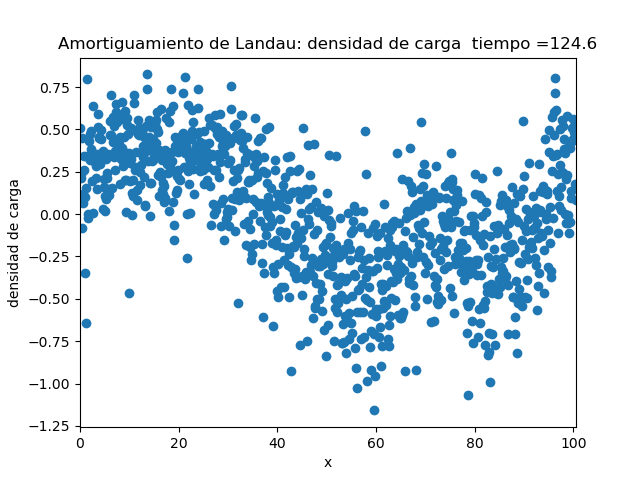 Amortiguamiento de Landau: densidad de carga  tiempo =124.6
0.75
0.50
0.25
0.00
−0.25
−0.50
−0.75
−1.00
−1.25
densidad de carga
0 20 40 60 80 100
x